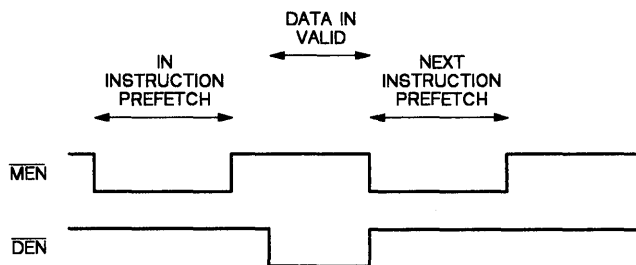 DATA IN
VALID
IN
INSTRUCTION
PREFETCH
NEXT
INSTRUCTION
PREFETCH
MEN
DEN